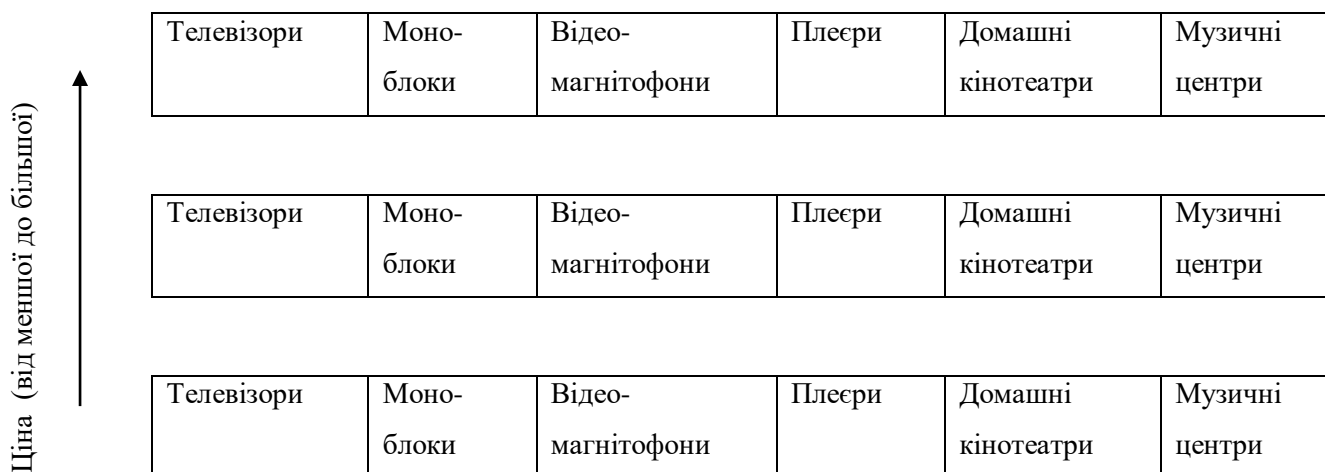 Ціна (від меншої до більшої)
Телевізори Моно- Відео- Плеєри Домашні Музичні
блоки магнітофони кінотеатри центри
Телевізори Моно- Відео- Плеєри Домашні Музичні
блоки магнітофони кінотеатри центри
Телевізори Моно- Відео- Плеєри Домашні Музичні
блоки магнітофони кінотеатри центри